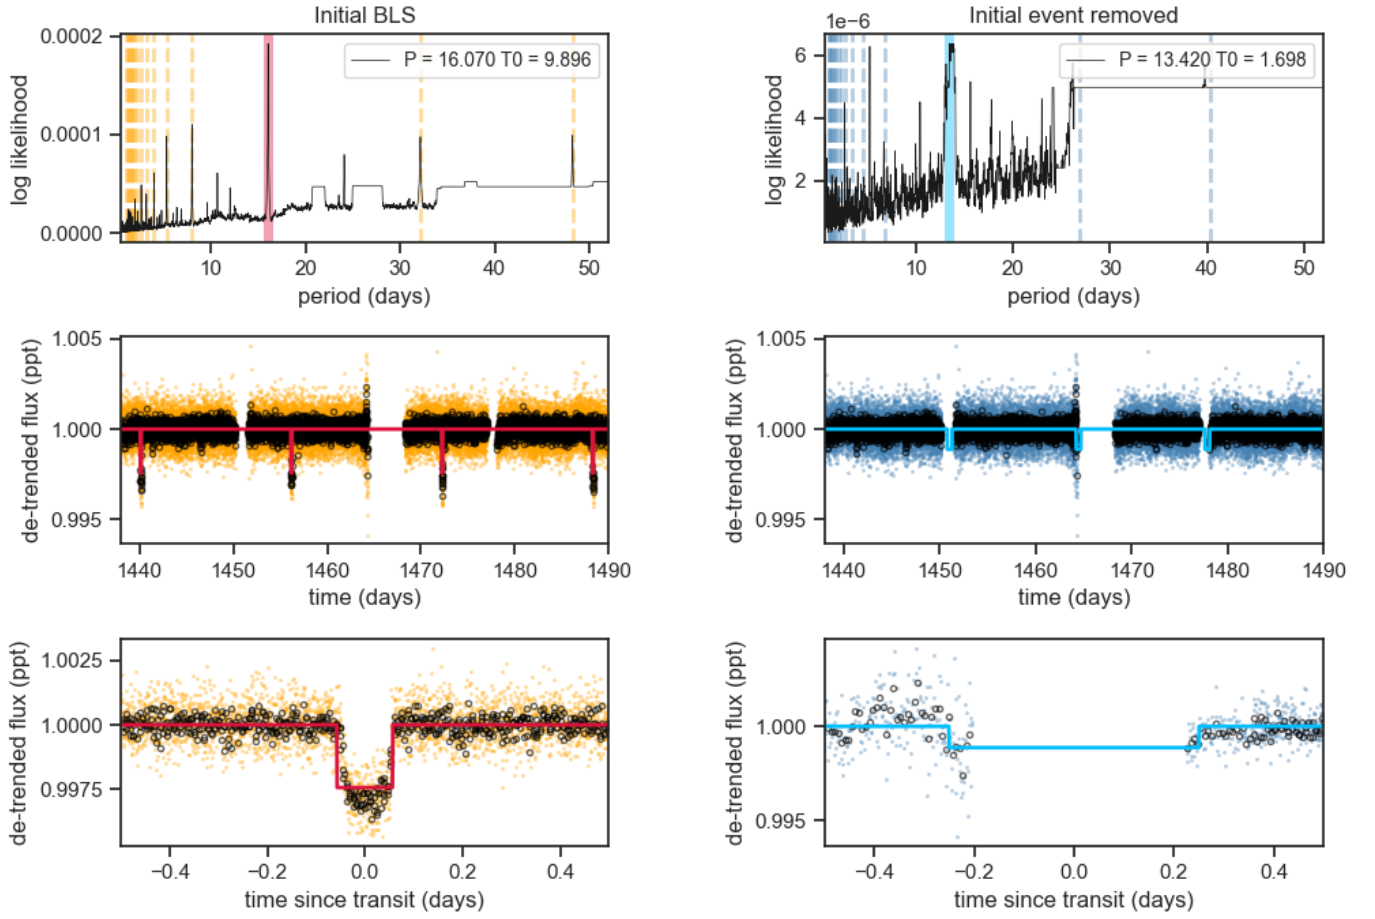 Initial BLS
0.0002
0.0001
0.0000
log likelihood
P = 16.070 T0 = 9.896
10 20 30 40 50
period (days)
Initial event removed
1e−6
6
4
2
log likelihood
P = 13.420 T0 = 1.698
10 20 30 40 50
period (days)
1.005
1.000
0.995
de-trended flux (ppt)
1440 1450 1460 1470 1480 1490
time (days)
1.005
1.000
0.995
de-trended flux (ppt)
1440 1450 1460 1470 1480 1490
time (days)
1.0025
1.0000
0.9975
de-trended flux (ppt)
−0.4 −0.2 0.0 0.2 0.4
time since transit (days)
1.000
0.995
de-trended flux (ppt)
−0.4 −0.2 0.0 0.2 0.4
time since transit (days)